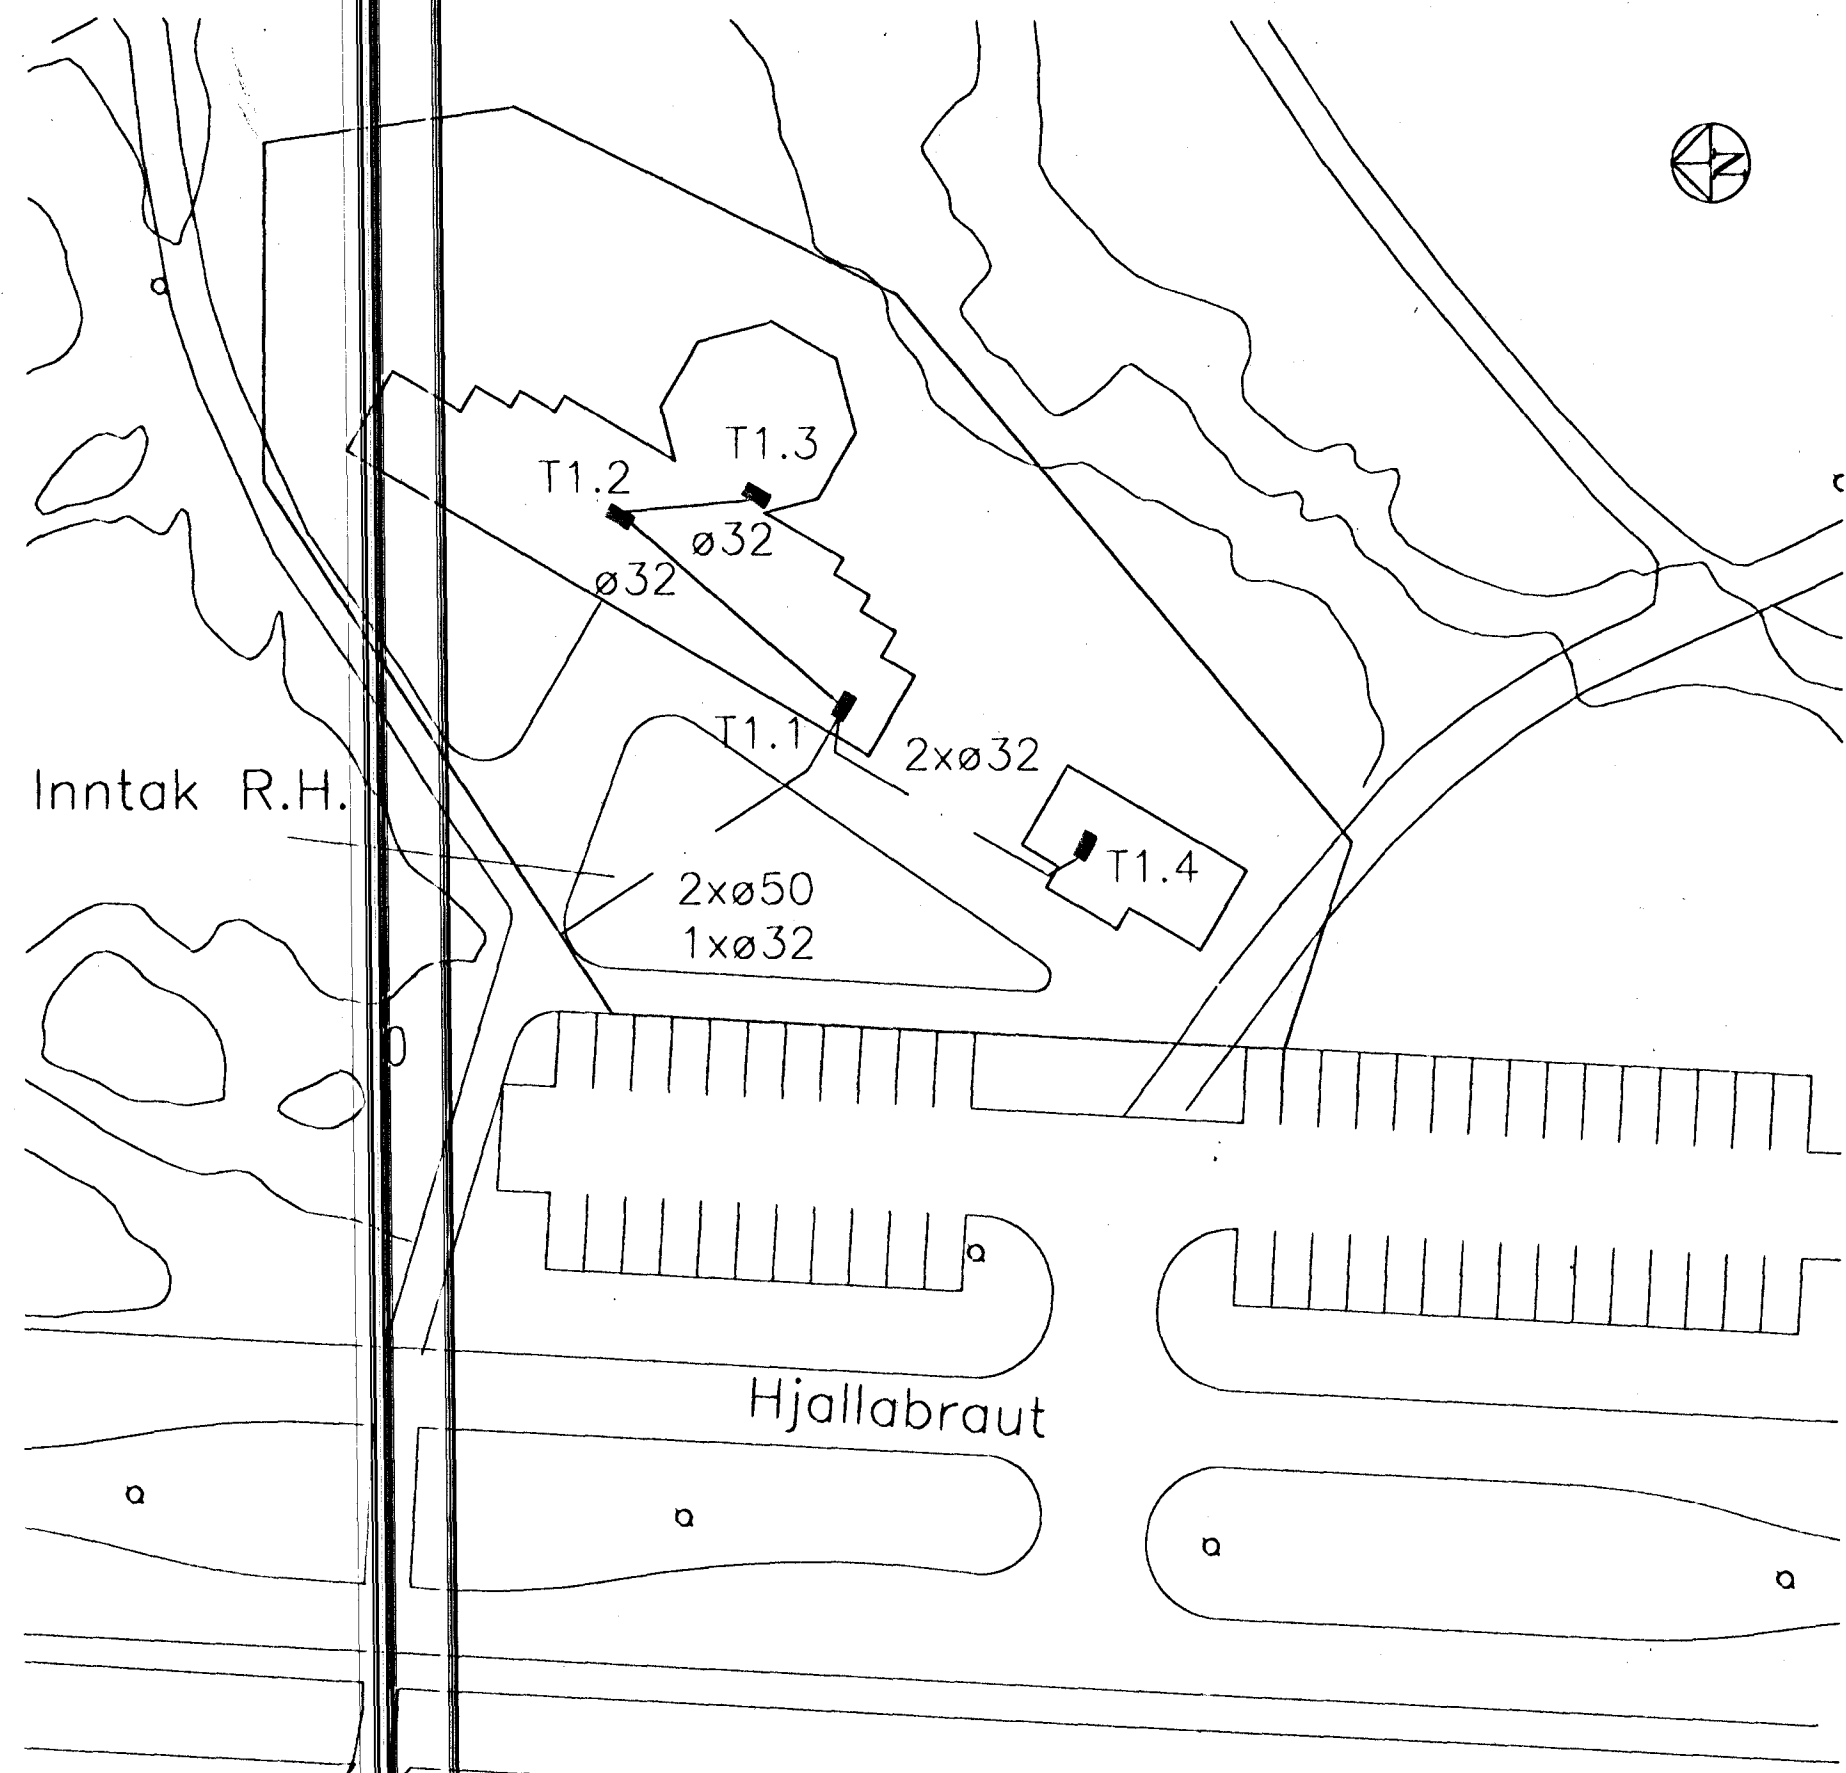 N
T1.3
T1.2
ø32
ø32
T1.1
2xø32
Inntak R.H.
T1.4
2xø50
1xø32
Hjallabraut